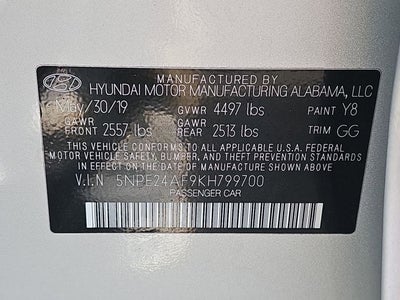 MANUFACTURED BY
HYUNDAI MOTOR MANUFACTURING ALABAMA, LLC
May/30/19 GVWR 4497 lbs PAINT Y8
GAWR GAWR
FRONT 2557 lbs REAR 2513 lbs TRIM GG
THIS VEHICLE CONFORMS TO ALL APPLICABLE U.S.A. FEDERAL
MOTOR VEHICLE SAFETY, BUMPER, AND THEFT PREVENTION
STANDARDS IN EFFECT ON THE DATE OF MANUFACTURE SHOWN ABOVE.
V.I.N 5NPE24AF9KH799700
PASSENGER CAR